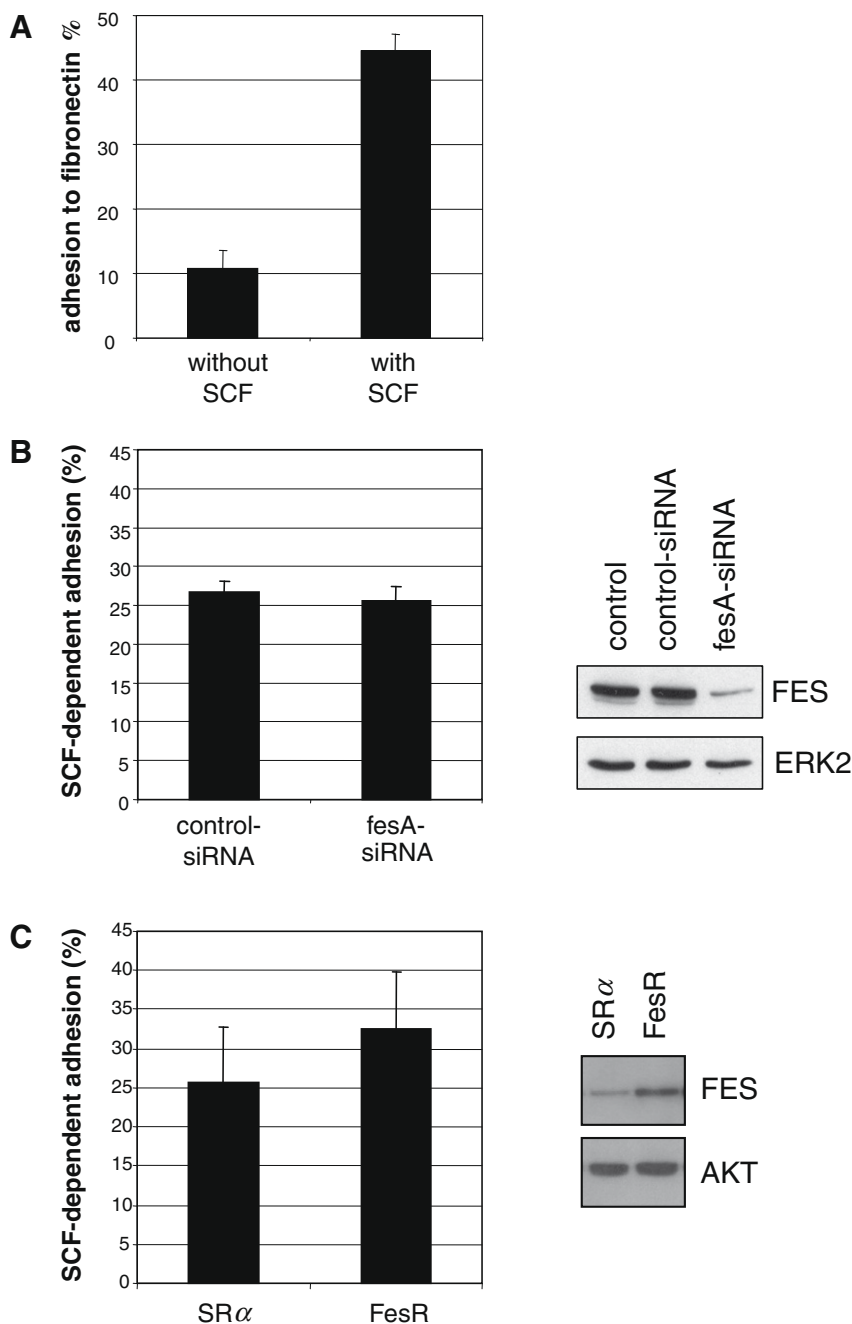 A
adhesion to fibronectin %
50
40
30
20
10
0
without
SCF
with
SCF
B
SCF-dependent adhesion (%)
45
40
35
30
25
20
15
10
5
0
control-
siRNA
fesA-
siRNA
control
control-siRNA
fesA-siRNA
FES
ERK2
C
SCF-dependent adhesion (%)
45
40
35
30
25
20
15
10
5
0
SRα
FesR
SRα
FesR
FES
AKT